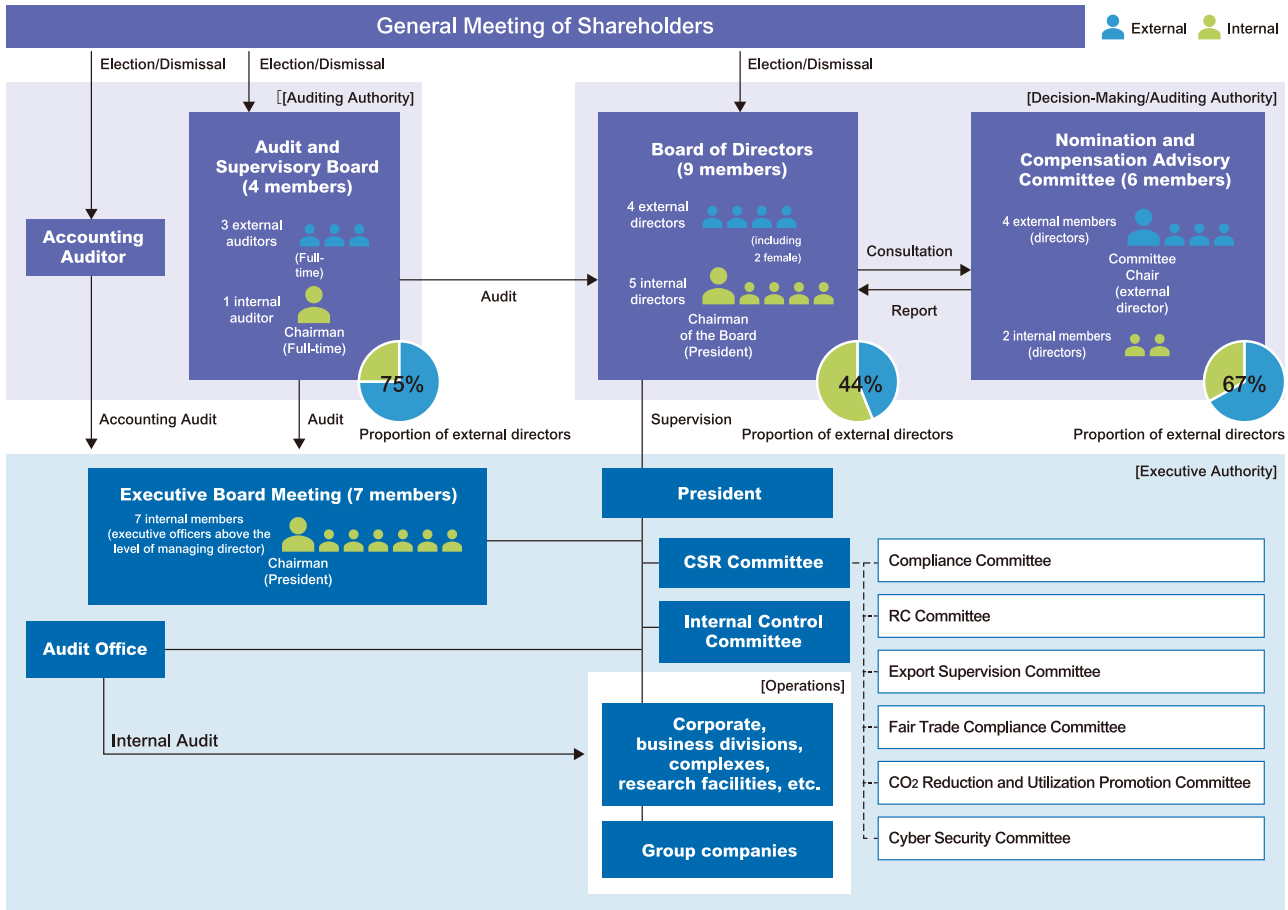 General Meeting of Shareholders
External
Internal
Election/Dismissal
Election/Dismissal
Election/Dismissal
[[Auditing Authority]
[Decision-Making/Auditing Authority]
Accounting
Auditor
Audit and
Supervisory Board
(4 members)
3 external
auditors
(Full-
time)
1 internal
auditor
Chairman
(Full-time)
75%
Proportion of external directors
Audit
Board of Directors
(9 members)
4 external
directors
(including
2 female)
5 internal
directors
Chairman
of the Board
(President)
44%
Proportion of external directors
Consultation
Report
Nomination and
Compensation Advisory
Committee (6 members)
4 external members
(directors)
Committee
Chair
(external
director)
2 internal members
(directors)
67%
Proportion of external directors
Accounting Audit
Audit
Supervision
[Executive Authority]
Executive Board Meeting (7 members)
7 internal members
(executive officers above the
level of managing director)
Chairman
(President)
President
CSR Committee
Internal Control
Committee
Audit Office
Internal Audit
[Operations]
Corporate,
business divisions,
complexes,
research facilities, etc.
Group companies
Compliance Committee
RC Committee
Export Supervision Committee
Fair Trade Compliance Committee
CO2 Reduction and Utilization Promotion Committee
Cyber Security Committee